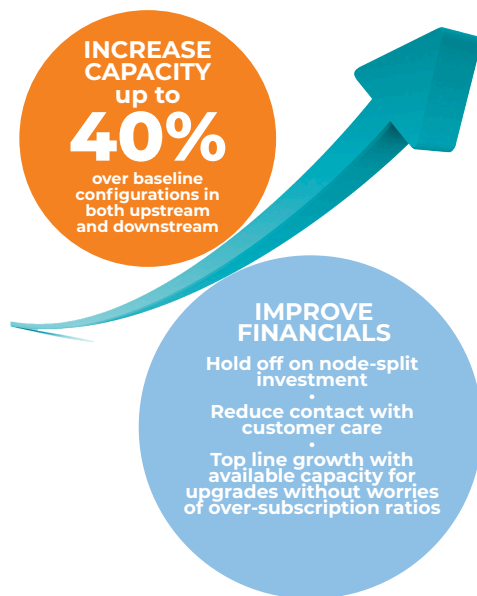 INCREASE
CAPACITY
up to
40%
over baseline
configurations in
both upstream
and downstream
IMPROVE
FINANCIALS
Hold off on node-split
investment
•
Reduce contact with
customer care
•
Top line growth with
available capacity for
upgrades without worries
of over-subscription ratios